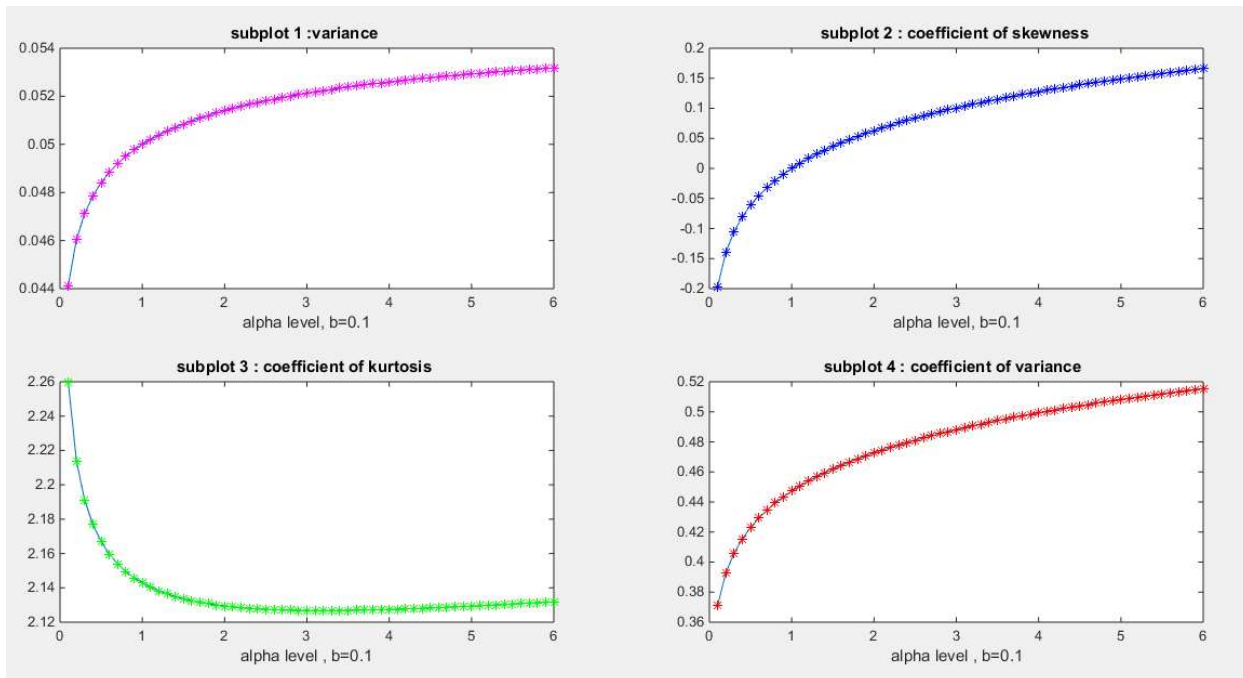 subplot 1 :variance
0.054
0.052
0.05
0.048
0.046
0.044
0 1 2 3 4 5 6
alpha level, b=0.1
subplot 2 : coefficient of skewness
0.2
0.15
0.1
0.05
0
-0.05
-0.1
-0.15
-0.2
0 1 2 3 4 5 6
alpha level, b=0.1
subplot 3 : coefficient of kurtosis
2.26
2.24
2.22
2.2
2.18
2.16
2.14
2.12
0 1 2 3 4 5 6
alpha level , b=0.1
subplot 4 : coefficient of variance
0.52
0.5
0.48
0.46
0.44
0.42
0.4
0.38
0.36
0 1 2 3 4 5 6
alpha level , b=0.1